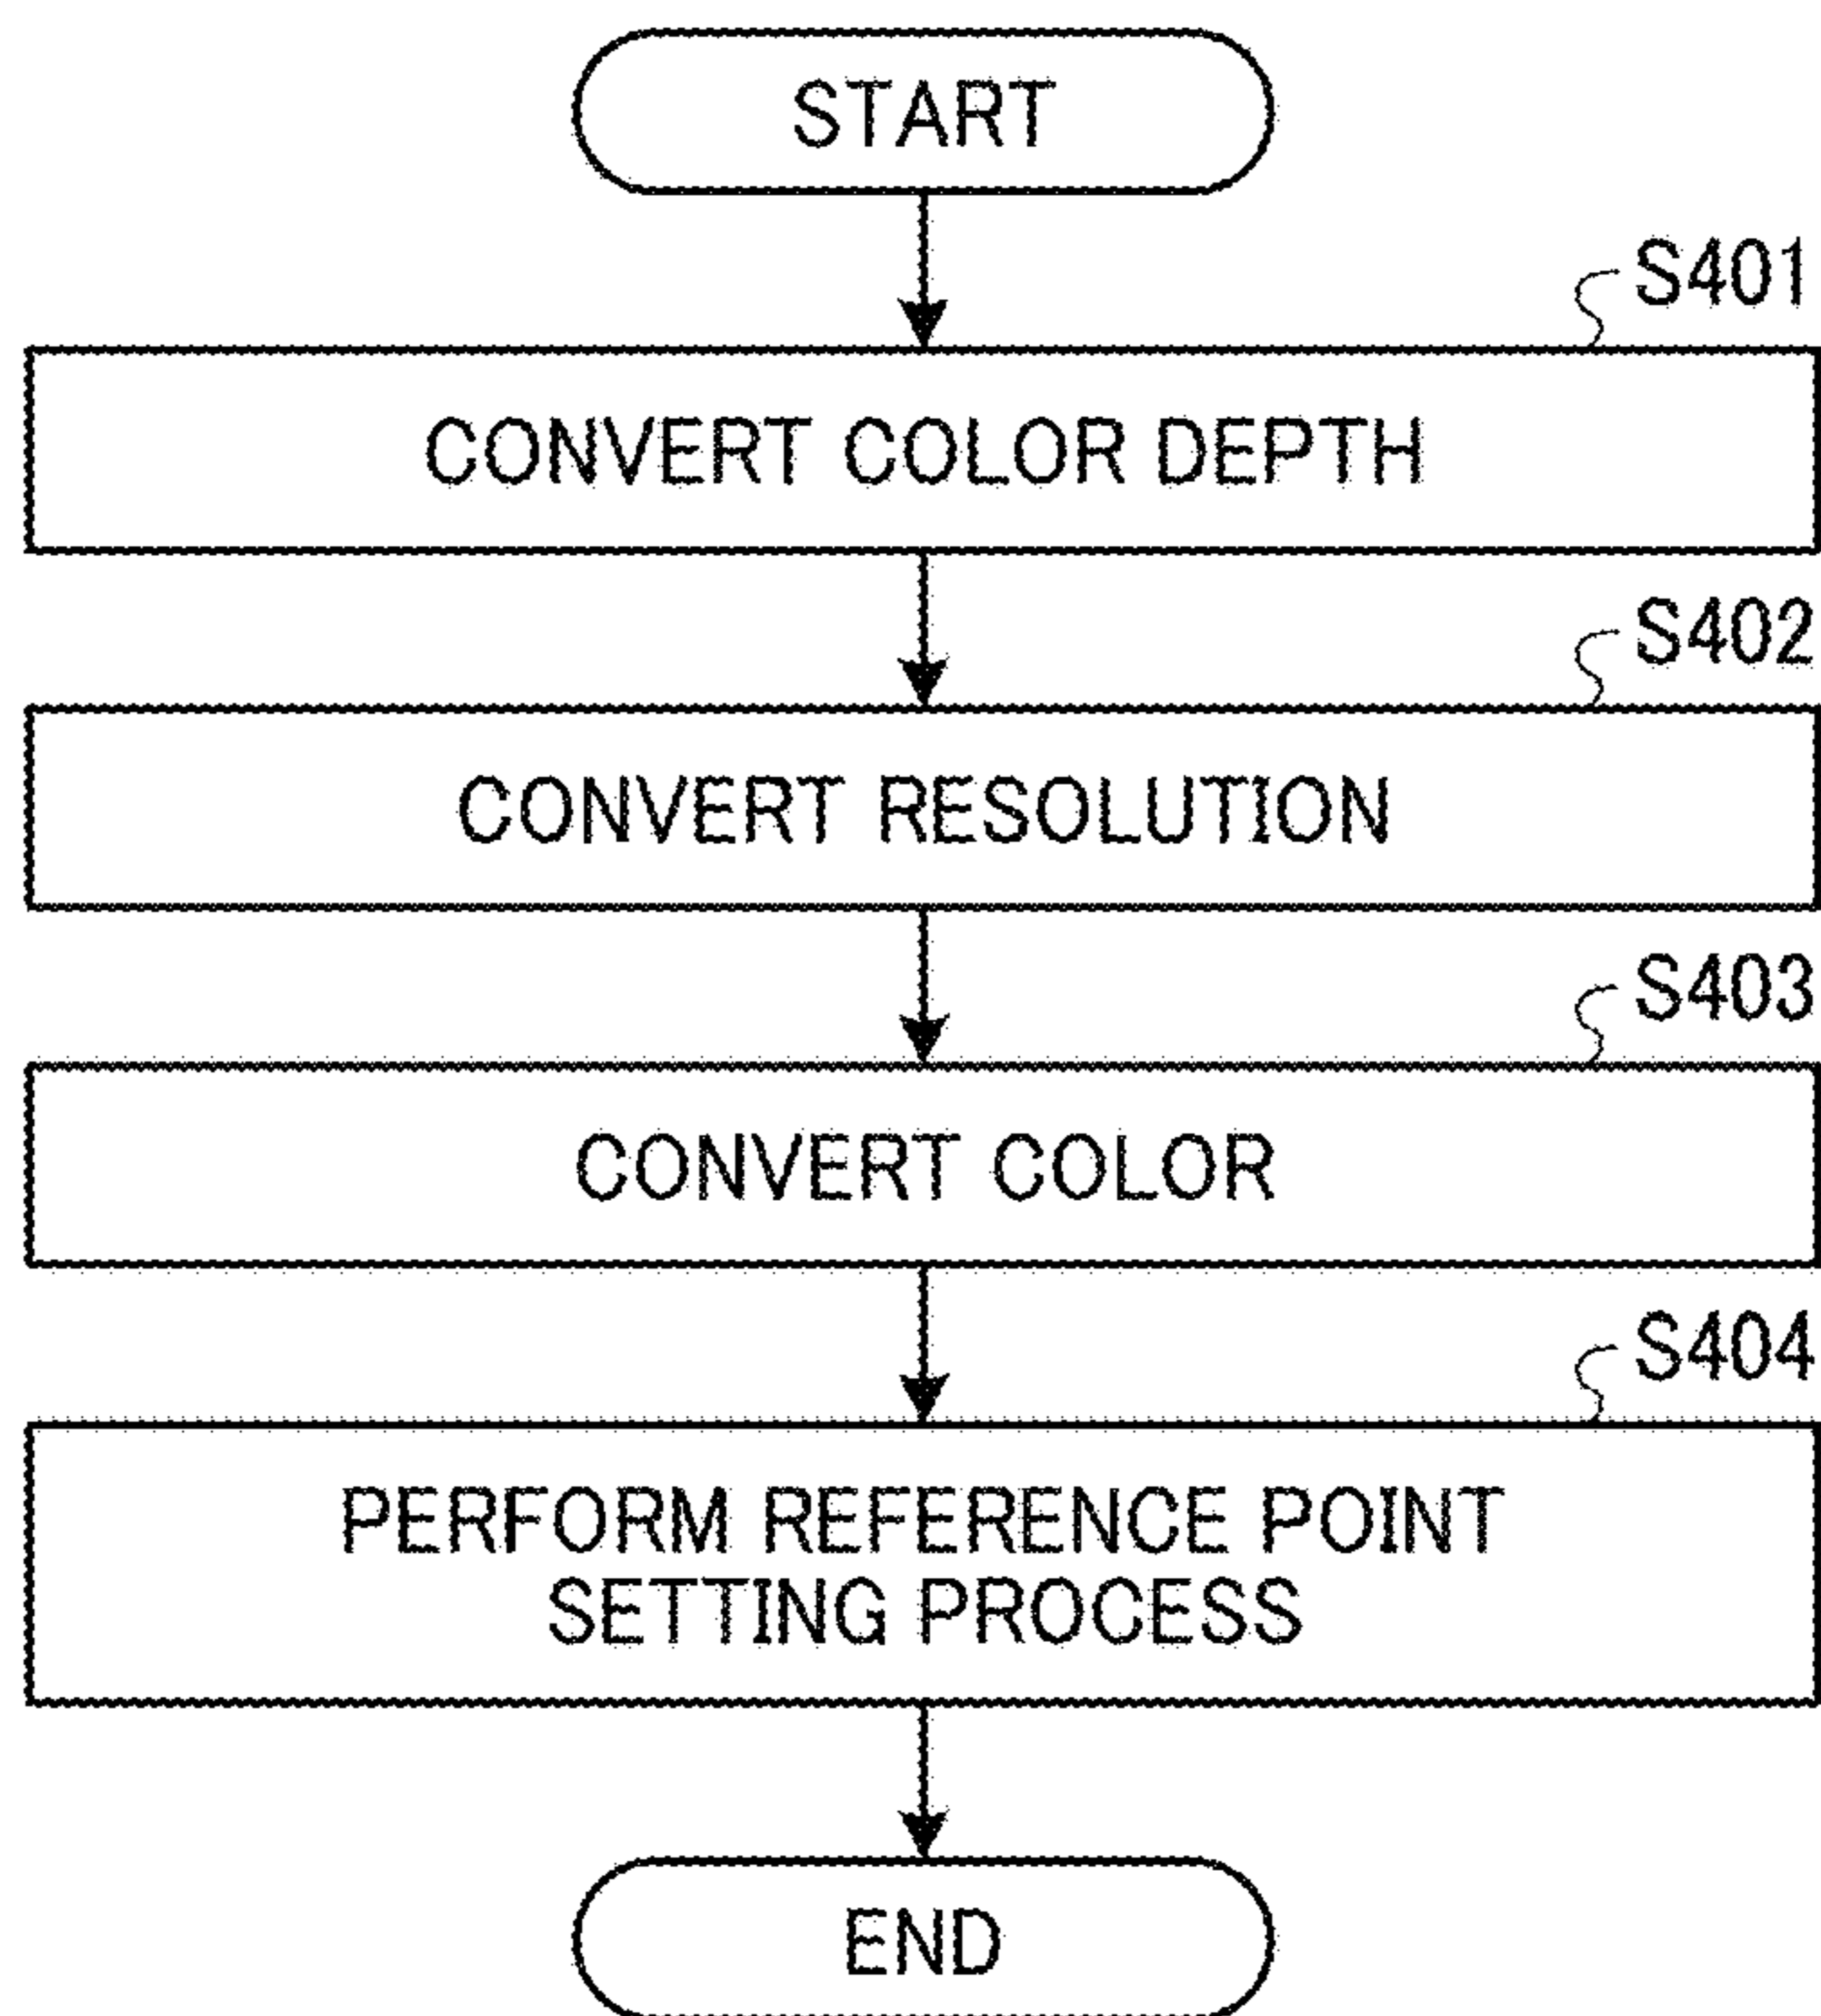 START
S401
CONVERT COLOR DEPTH
S402
CONVERT RESOLUTION
S403
CONVERT COLOR
S404
PERFORM REFERENCE POINT
SETTING PROCESS
END